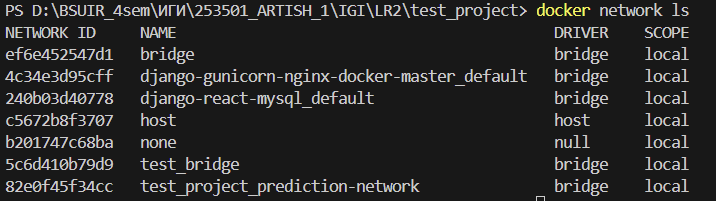 PS D:\BSUIR_4sem\ИГИ\253501_ARTISH_1\IGI\LR2\test_project> docker network ls
NETWORK ID     NAME                                    DRIVER    SCOPE
ef6e452547d1   bridge                                  bridge    local
4c34e3d95cff   django-gunicorn-nginx-docker-master_default   bridge    local
240b03d40778   django-react-mysql_default              bridge    local
c5672b8f3707   host                                    host      local
b201747c68ba   none                                    null      local
5c6d410b79d9   test_bridge                             bridge    local
82e0f45f34cc   test_project_prediction-network         bridge    local